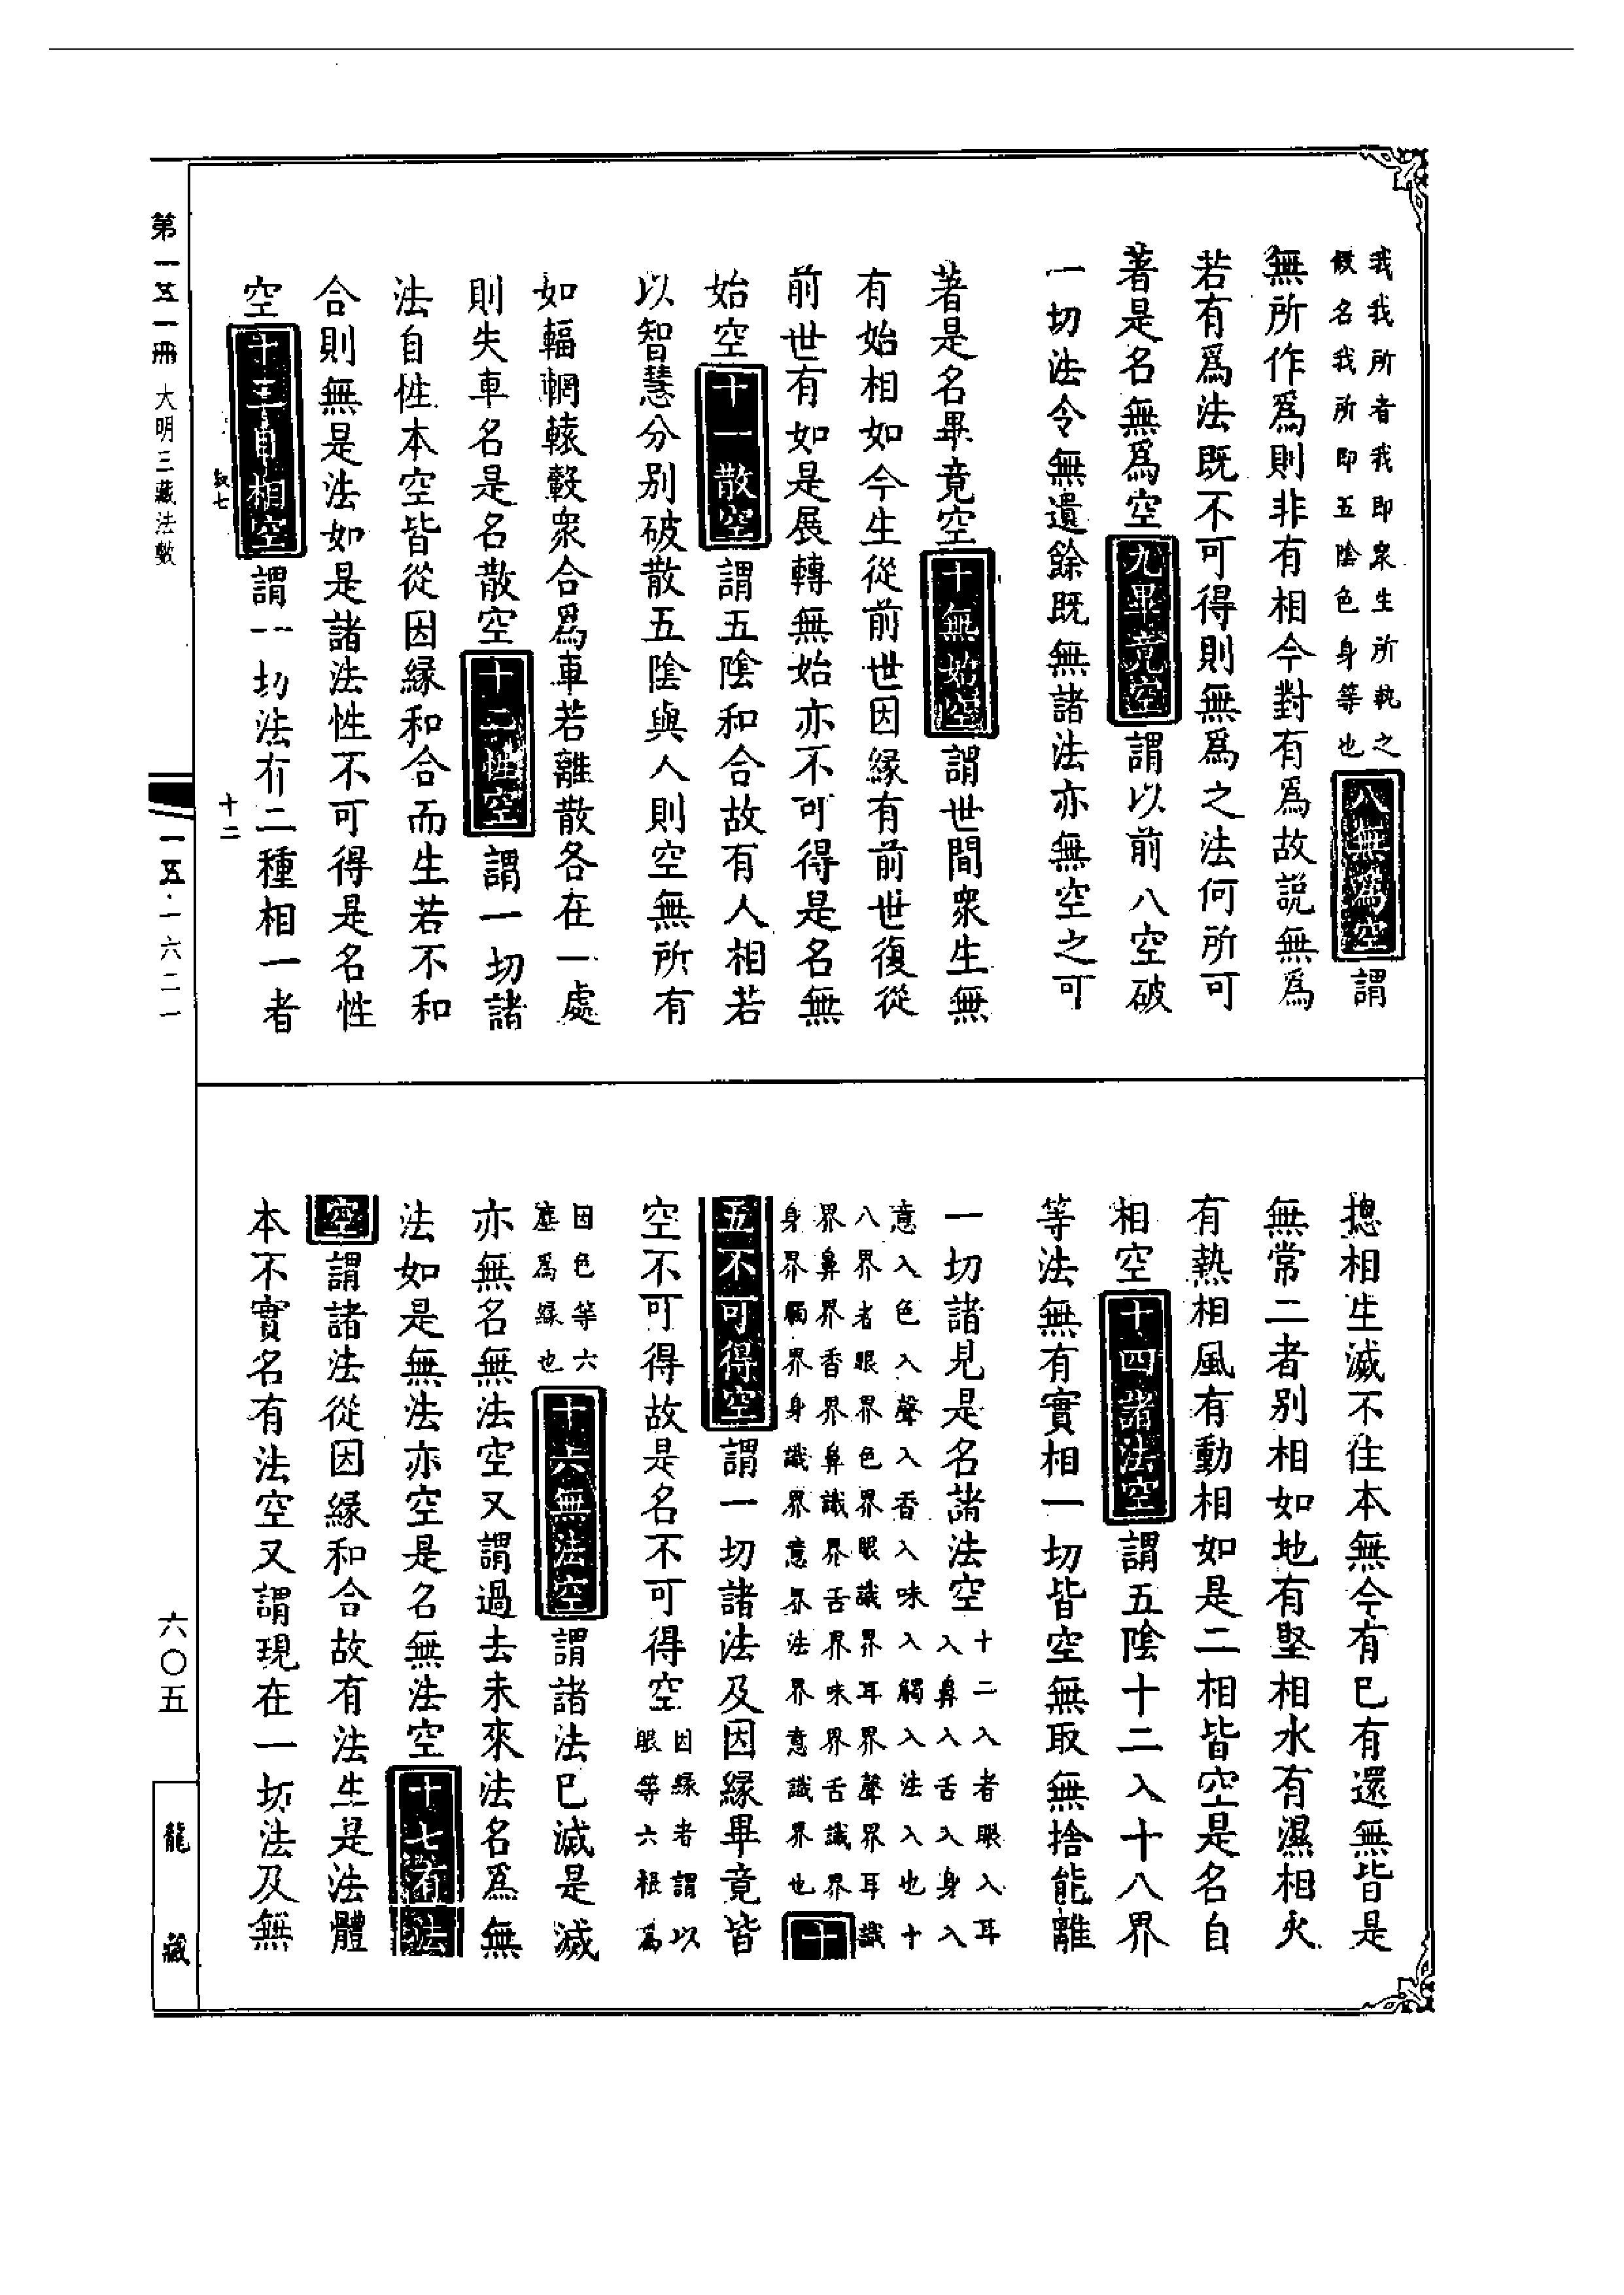 我我所者我即衆生所執之
假名我所即五陰色身等也
八無爲空謂
無所作爲則非有相今對有爲故説無爲
若有爲法既不可得則無爲之法何所可
著是名無爲空九畢竟空謂以前八空破
一切法令無遺餘既無諸法亦無空之可
著是名畢竟空十無始空謂世間衆生無
有始相如今生從前世因緣有前世復從
前世有如是展轉無始亦不可得是名無
始空十一散空謂五陰和合故有人相若
以智慧分别破散五陰與人則空無所有
如輻輞轅轂衆合爲車若離散各在一處
則失車名是名散空十二性空謂一切諸
法自性本空皆從因緣和合而生若不和
合則無是法如是諸法性不可得是名性
空十三自相空謂一切法有二種相一者
摠相生滅不住本無今有已有還無皆是
無常二者别相如地有堅相水有濕相火
有熱相風有動相如是二相皆空是名自
相空十四諸法空謂五陰十二入十八界
等法無有實相一切皆空無取無捨能離
一切諸見是名諸法空
十二入者眼入耳
入鼻入舌入身入
意入色入聲入香入味入觸入法入也十
八界者眼界色界眼識界耳界聲界耳識
界鼻界香界鼻識界舌界味界舌識界
身界觸界身識界意界法界意識界也
十
五不可得空謂一切諸法及因緣畢竟皆
空不可得故是名不可得空
因緣者謂以
眼等六根爲
因色等六
塵爲緣也
十六無法空謂諸法已滅是滅
亦無名無法空又謂過去未來法名爲無
法如是無法亦空是名無法空十七有法
空謂諸法從因緣和合故有法生是法體
本不實名有法空又謂現在一切法及無
第一五一冊 大明三藏法數
十二
一五·一六二一
六〇五
龍藏